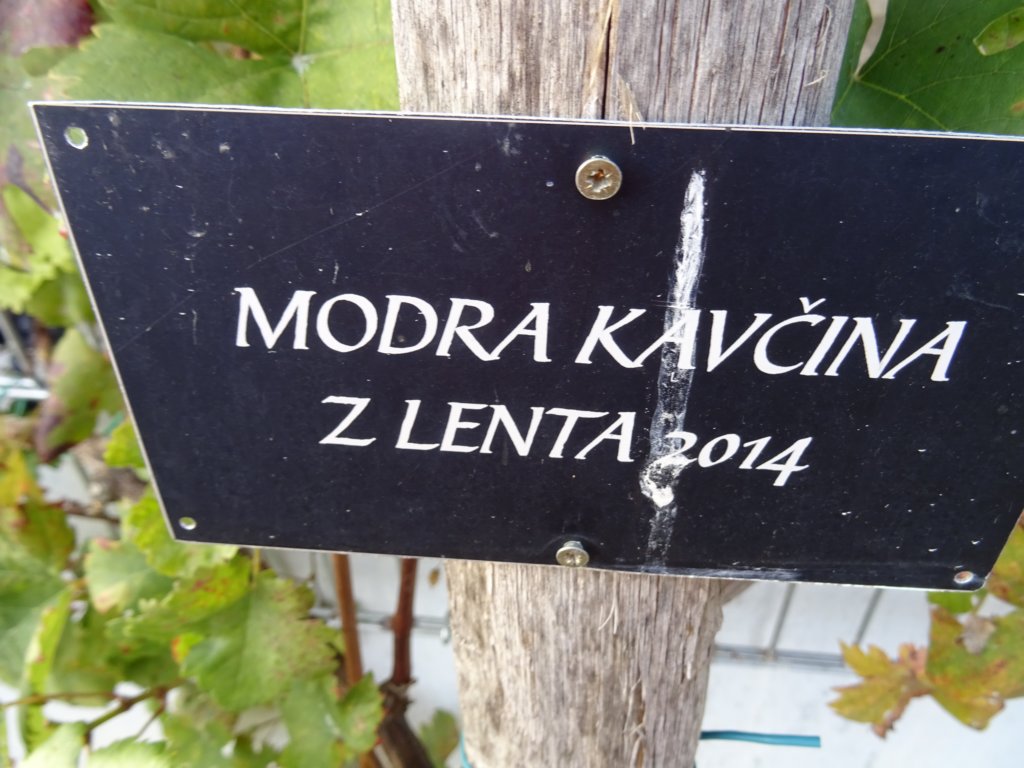 MODRA KAVČINA
Z LENTA 2014